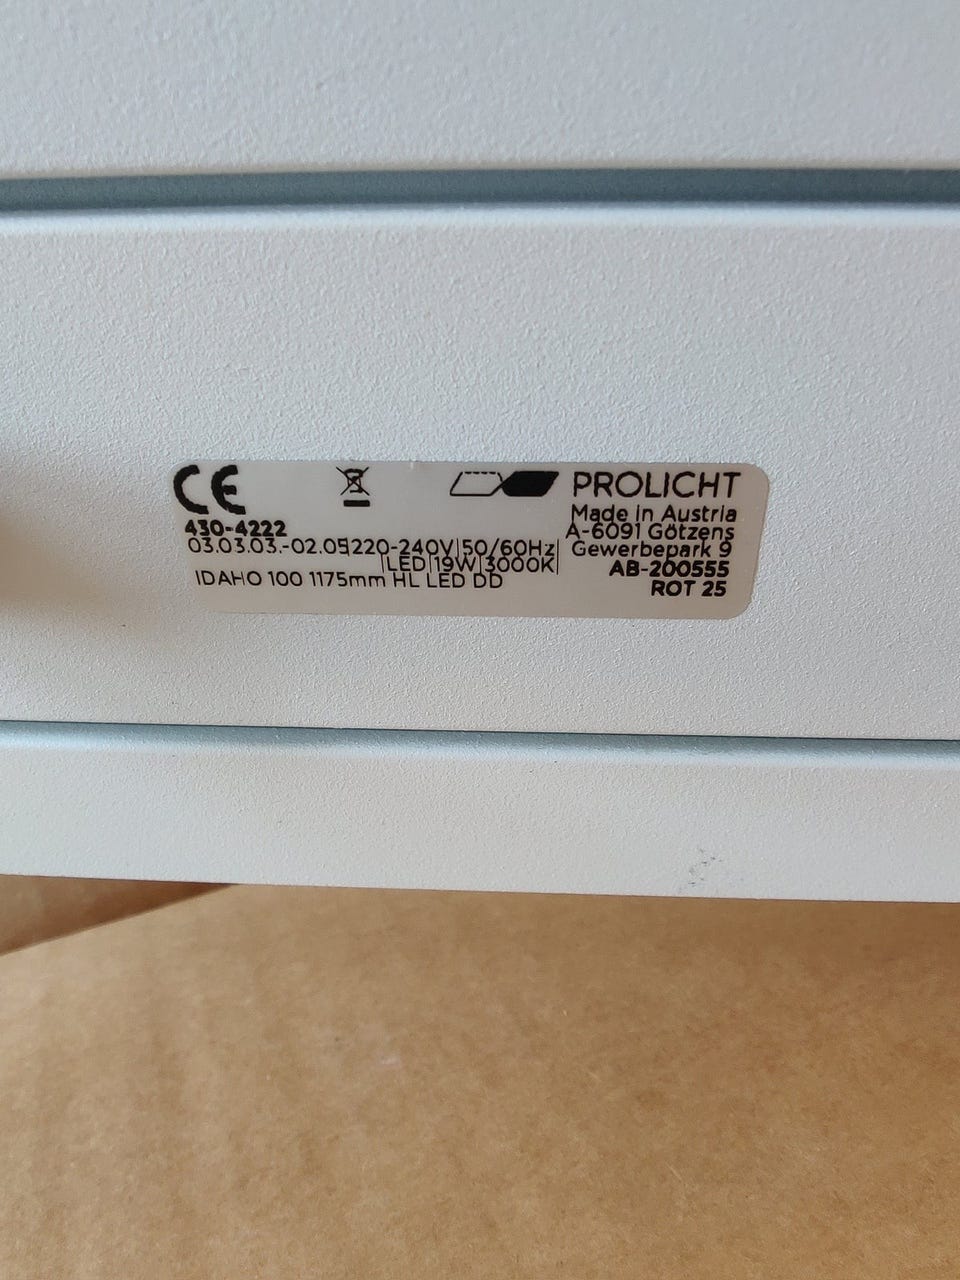 CE
PROLICHT
Made in Austria
A-6091 Götzens
Gewerbepark 9
AB-200555
ROT 25
430-4222
03.03.03.-02.05|220-240V|50/60Hz|
|LED|19W|3000K|
IDAHO 100 1175mm HL LED DD